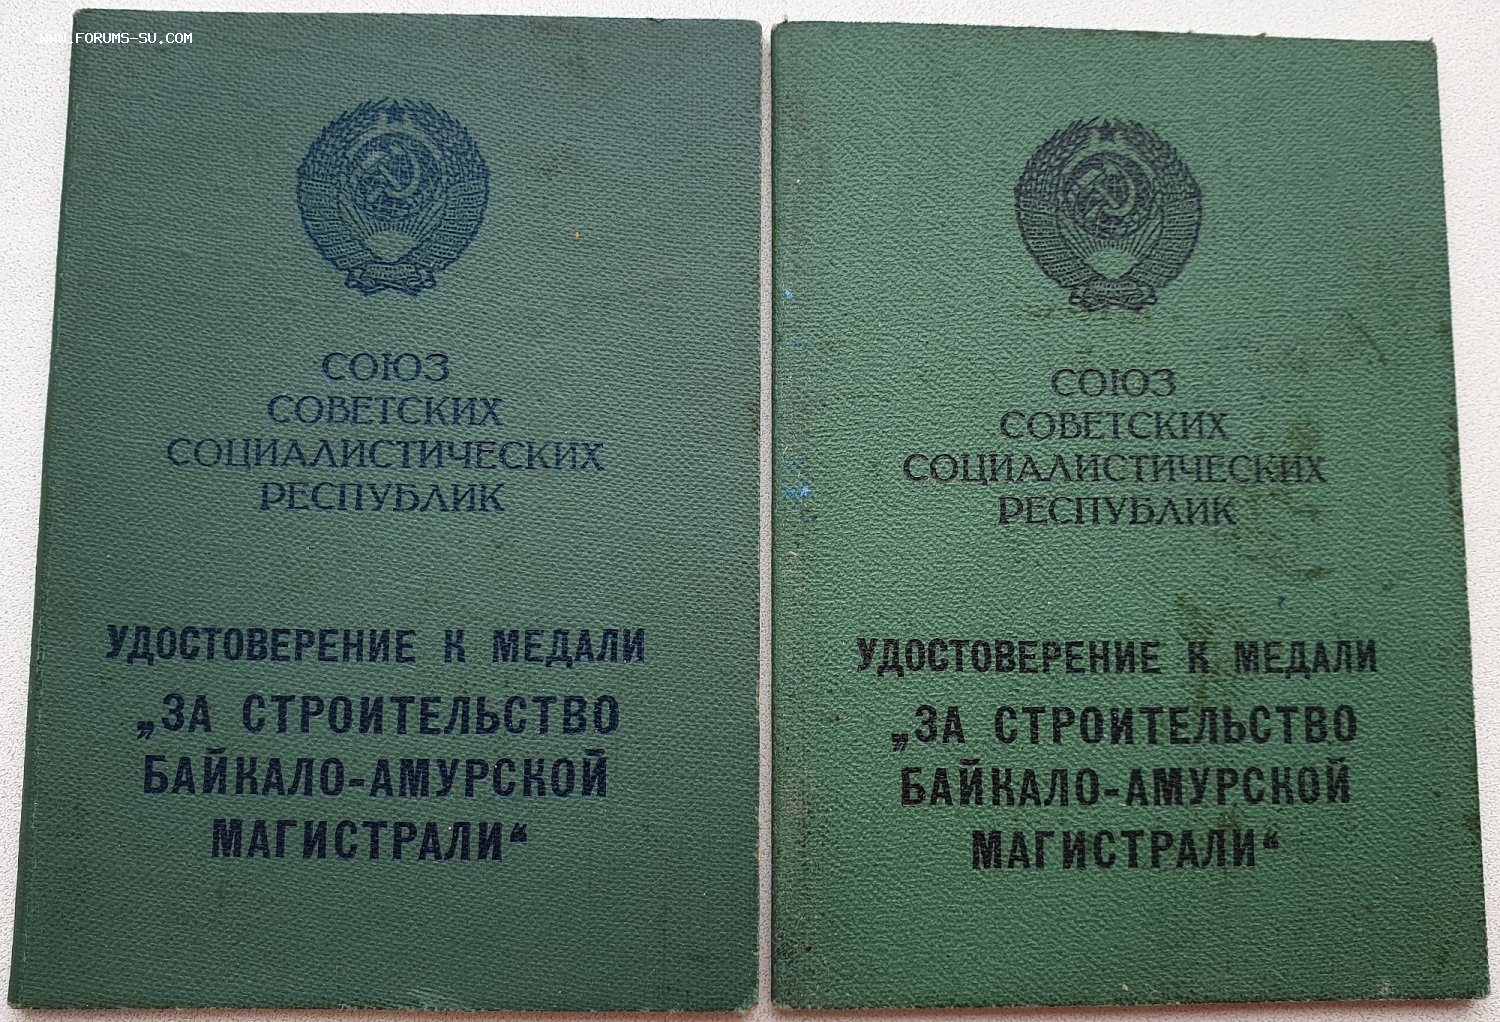 WWW.FORUMS-SU.COM
СОЮЗ
СОВЕТСКИХ
СОЦИАЛИСТИЧЕСКИХ
РЕСПУБЛИК
УДОСТОВЕРЕНИЕ К МЕДАЛИ
„ЗА СТРОИТЕЛЬСТВО
БАЙКАЛО-АМУРСКОЙ
МАГИСТРАЛИ“
СОЮЗ
СОВЕТСКИХ
СОЦИАЛИСТИЧЕСКИХ
РЕСПУБЛИК
УДОСТОВЕРЕНИЕ К МЕДАЛИ
„ЗА СТРОИТЕЛЬСТВО
БАЙКАЛО-АМУРСКОЙ
МАГИСТРАЛИ“